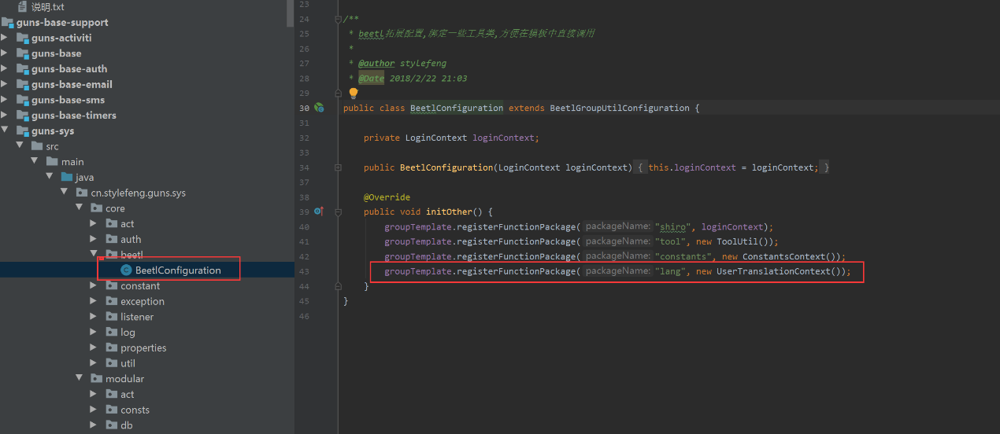 说明.txt
guns-base-support
guns-activiti
guns-base
guns-base-auth
guns-base-email
guns-base-sms
guns-base-timers
guns-sys
src
main
java
cn.stylefeng.guns.sys
core
act
auth
beetl
BeetlConfiguration
constant
exception
listener
log
properties
util
modular
act
consts
db
23
24 /**
25 * beetl拓展配置,绑定一些工具类,方便在模板中直接调用
26 *
27 * @author stylefeng
28 * @Date 2018/2/22 21:03
29
30 public class BeetlConfiguration extends BeetlGroupUtilConfiguration {
31
32 private LoginContext loginContext;
33
34 public BeetlConfiguration(LoginContext loginContext) { this.loginContext = loginContext; }
37
38 @Override
39 public void initOther() {
40 groupTemplate.registerFunctionPackage( packageName: "shiro", loginContext);
41 groupTemplate.registerFunctionPackage( packageName: "tool", new ToolUtil());
42 groupTemplate.registerFunctionPackage( packageName: "constants", new ConstantsContext());
43 groupTemplate.registerFunctionPackage( packageName: "lang", new UserTranslationContext());
44 }
45 }
46